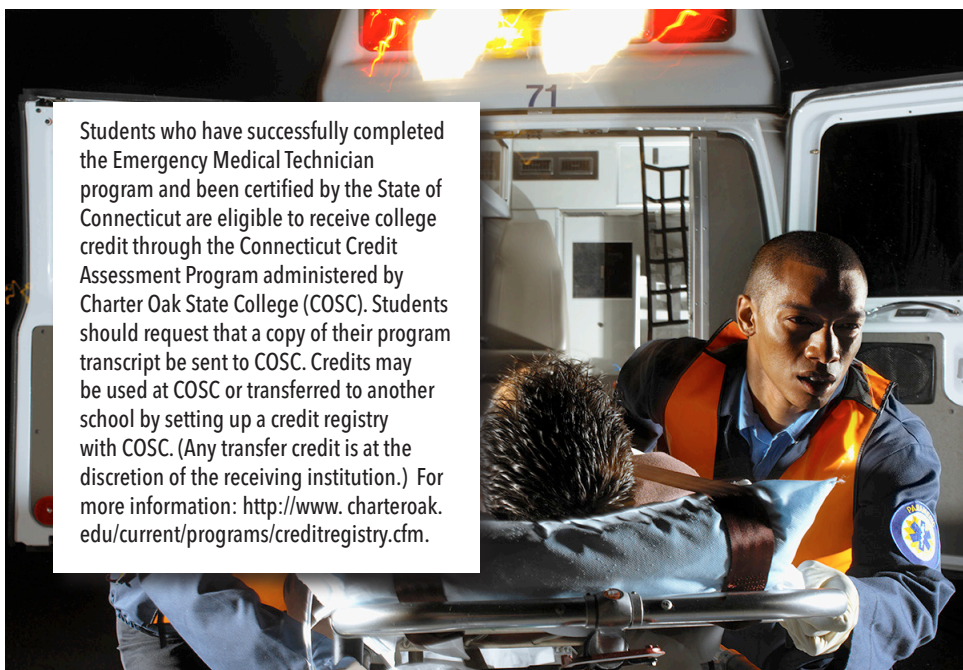 71
Students who have successfully completed
the Emergency Medical Technician
program and been certified by the State of
Connecticut are eligible to receive college
credit through the Connecticut Credit
Assessment Program administered by
Charter Oak State College (COSC). Students
should request that a copy of their program
transcript be sent to COSC. Credits may
be used at COSC or transferred to another
school by setting up a credit registry
with COSC. (Any transfer credit is at the
discretion of the receiving institution.)  For
more information: http://www. charteroak.
edu/current/programs/creditregistry.cfm.